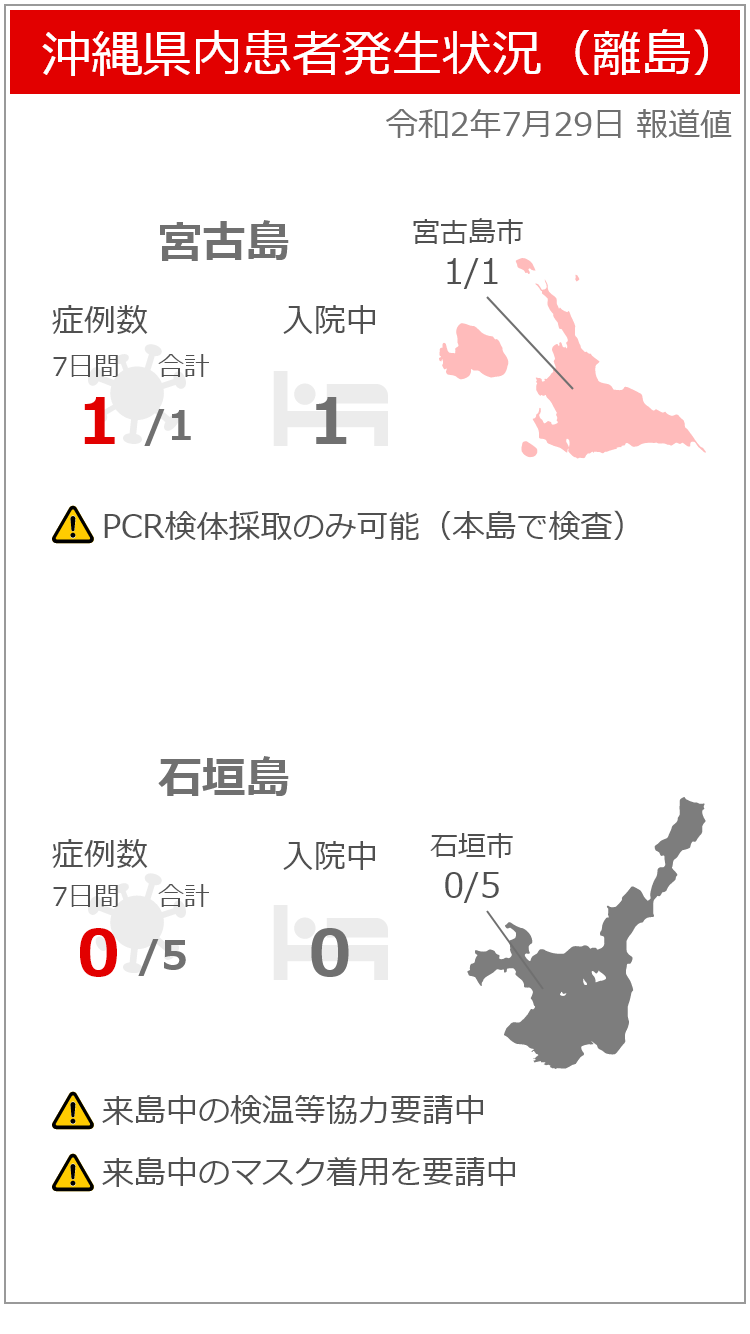 沖縄県内患者発生状況（離島）
令和2年7月29日 報道値
宮古島
宮古島市
1/1
症例数
入院中
7日間
合計
1/1
1
PCR検体採取のみ可能（本島で検査）
石垣島
石垣市
0/5
症例数
入院中
7日間
合計
0/5
0
来島中の検温等協力要請中
来島中のマスク着用を要請中